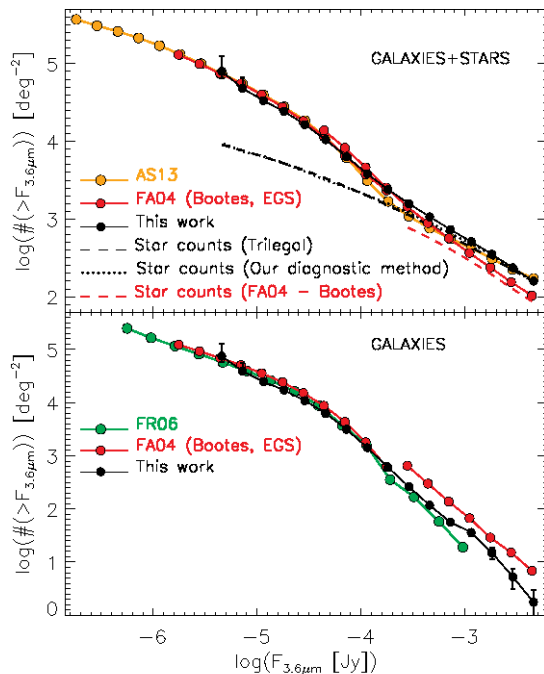 GALAXIES+STARS
log(#(>F3.6μm)) [deg−2]
5
4
3
2
AS13
FA04 (Bootes, EGS)
This work
Star counts (Trilegal)
Star counts (Our diagnostic method)
Star counts (FA04 − Bootes)
GALAXIES
log(#(>F3.6μm)) [deg−2]
5
4
3
2
1
0
FR06
FA04 (Bootes, EGS)
This work
−6 −5 −4 −3
log(F3.6μm [Jy])